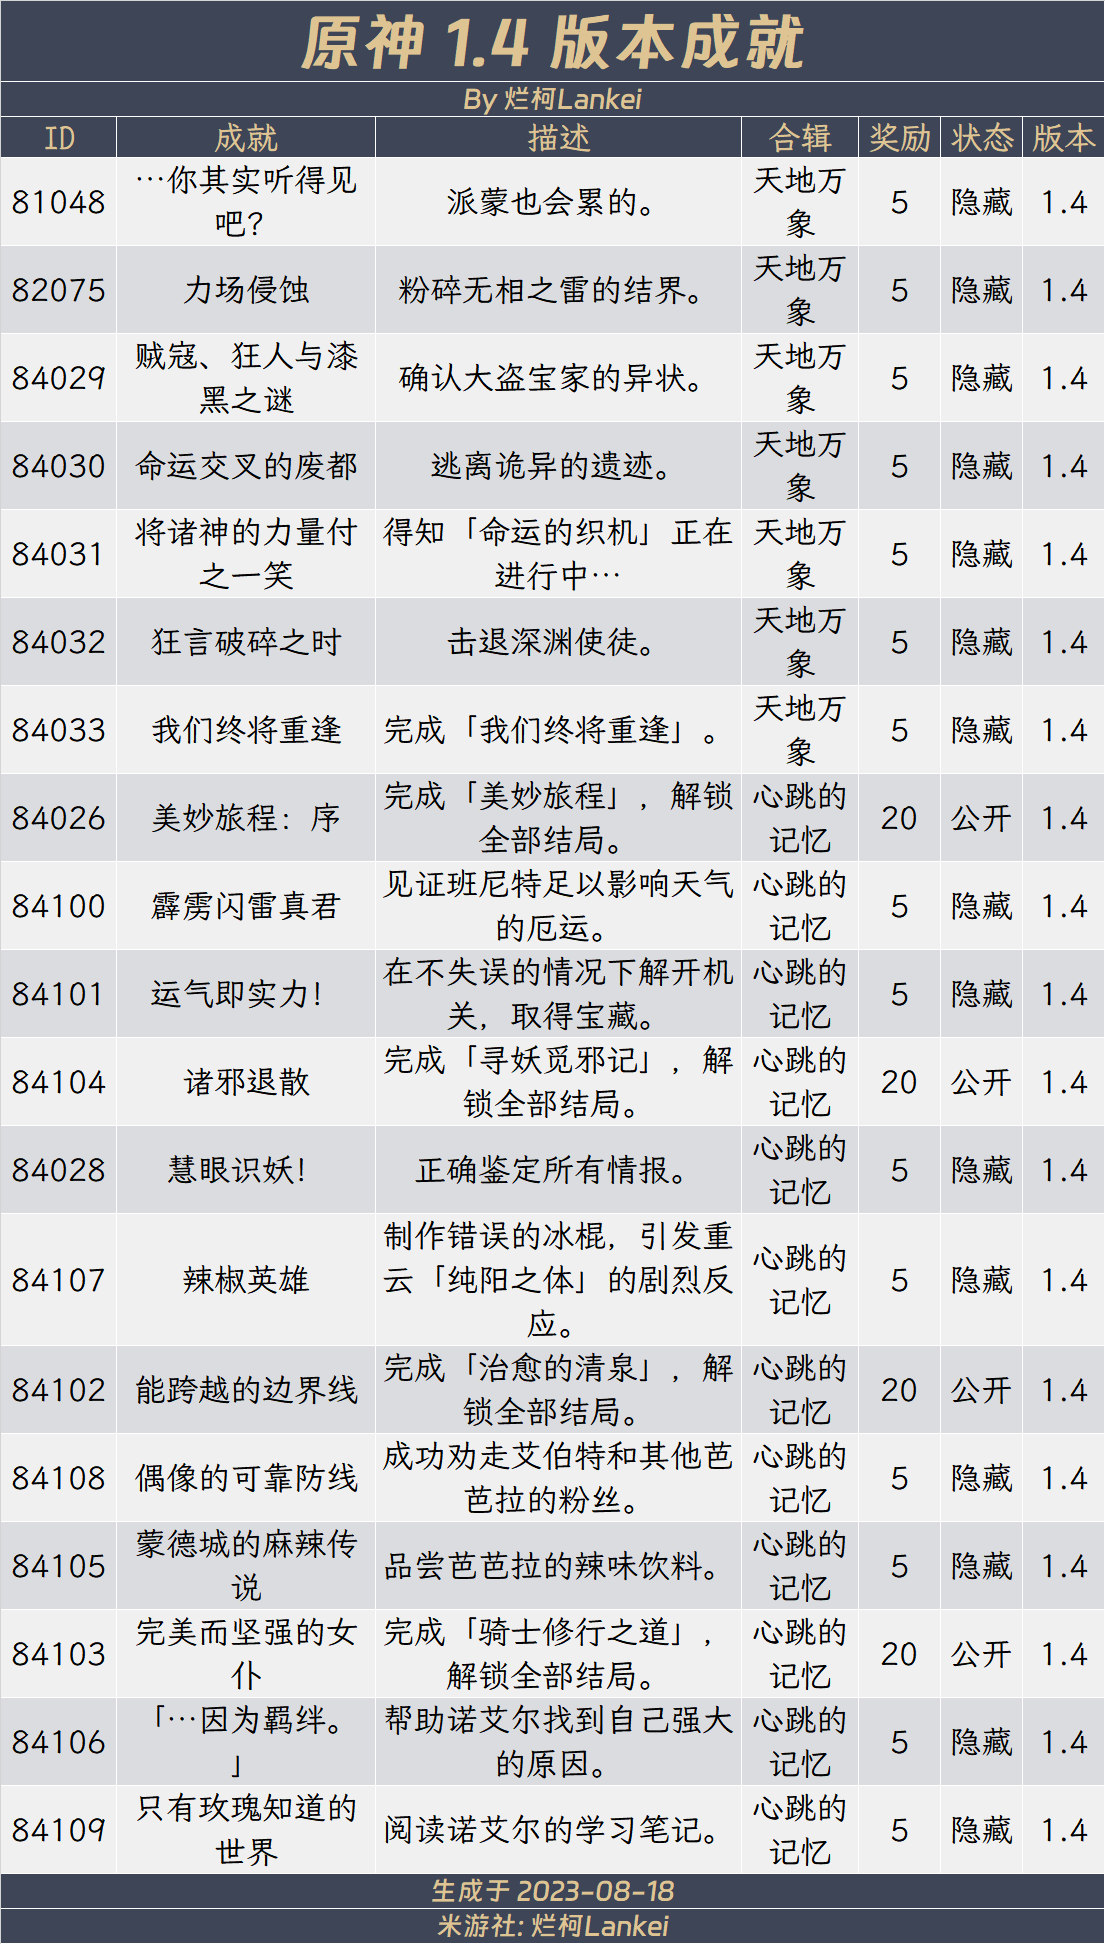 原神 1.4 版本成就
By 烂柯Lankei
ID 成就 描述 合辑 奖励 状态 版本
81048 …你其实听得见吧？ 派蒙也会累的。 天地万象 5 隐藏 1.4
82075 力场侵蚀 粉碎无相之雷的结界。 天地万象 5 隐藏 1.4
84029 贼寇、狂人与漆黑之谜 确认大盗宝家的异状。 天地万象 5 隐藏 1.4
84030 命运交叉的废都 逃离诡异的遗迹。 天地万象 5 隐藏 1.4
84031 将诸神的力量付之一笑 得知「命运的织机」正在进行中… 天地万象 5 隐藏 1.4
84032 狂言破碎之时 击退深渊使徒。 天地万象 5 隐藏 1.4
84033 我们终将重逢 完成「我们终将重逢」。 天地万象 5 隐藏 1.4
84026 美妙旅程：序 完成「美妙旅程」，解锁全部结局。 心跳的记忆 20 公开 1.4
84100 霹雳闪雷真君 见证班尼特足以影响天气的厄运。 心跳的记忆 5 隐藏 1.4
84101 运气即实力！ 在不失误的情况下解开机关，取得宝藏。 心跳的记忆 5 隐藏 1.4
84104 诸邪退散 完成「寻妖觅邪记」，解锁全部结局。 心跳的记忆 20 公开 1.4
84028 慧眼识妖！ 正确鉴定所有情报。 心跳的记忆 5 隐藏 1.4
84107 辣椒英雄 制作错误的冰棍，引发重云「纯阳之体」的剧烈反应。 心跳的记忆 5 隐藏 1.4
84102 能跨越的边界线 完成「治愈的清泉」，解锁全部结局。 心跳的记忆 20 公开 1.4
84108 偶像的可靠防线 成功劝走艾伯特和其他芭芭拉的粉丝。 心跳的记忆 5 隐藏 1.4
84105 蒙德城的麻辣传说 品尝芭芭拉的辣味饮料。 心跳的记忆 5 隐藏 1.4
84103 完美而坚强的女仆 完成「骑士修行之道」，解锁全部结局。 心跳的记忆 20 公开 1.4
84106 「…因为羁绊。」 帮助诺艾尔找到自己强大的原因。 心跳的记忆 5 隐藏 1.4
84109 只有玫瑰知道的世界 阅读诺艾尔的学习笔记。 心跳的记忆 5 隐藏 1.4
生成于 2023-08-18
米游社: 烂柯Lankei